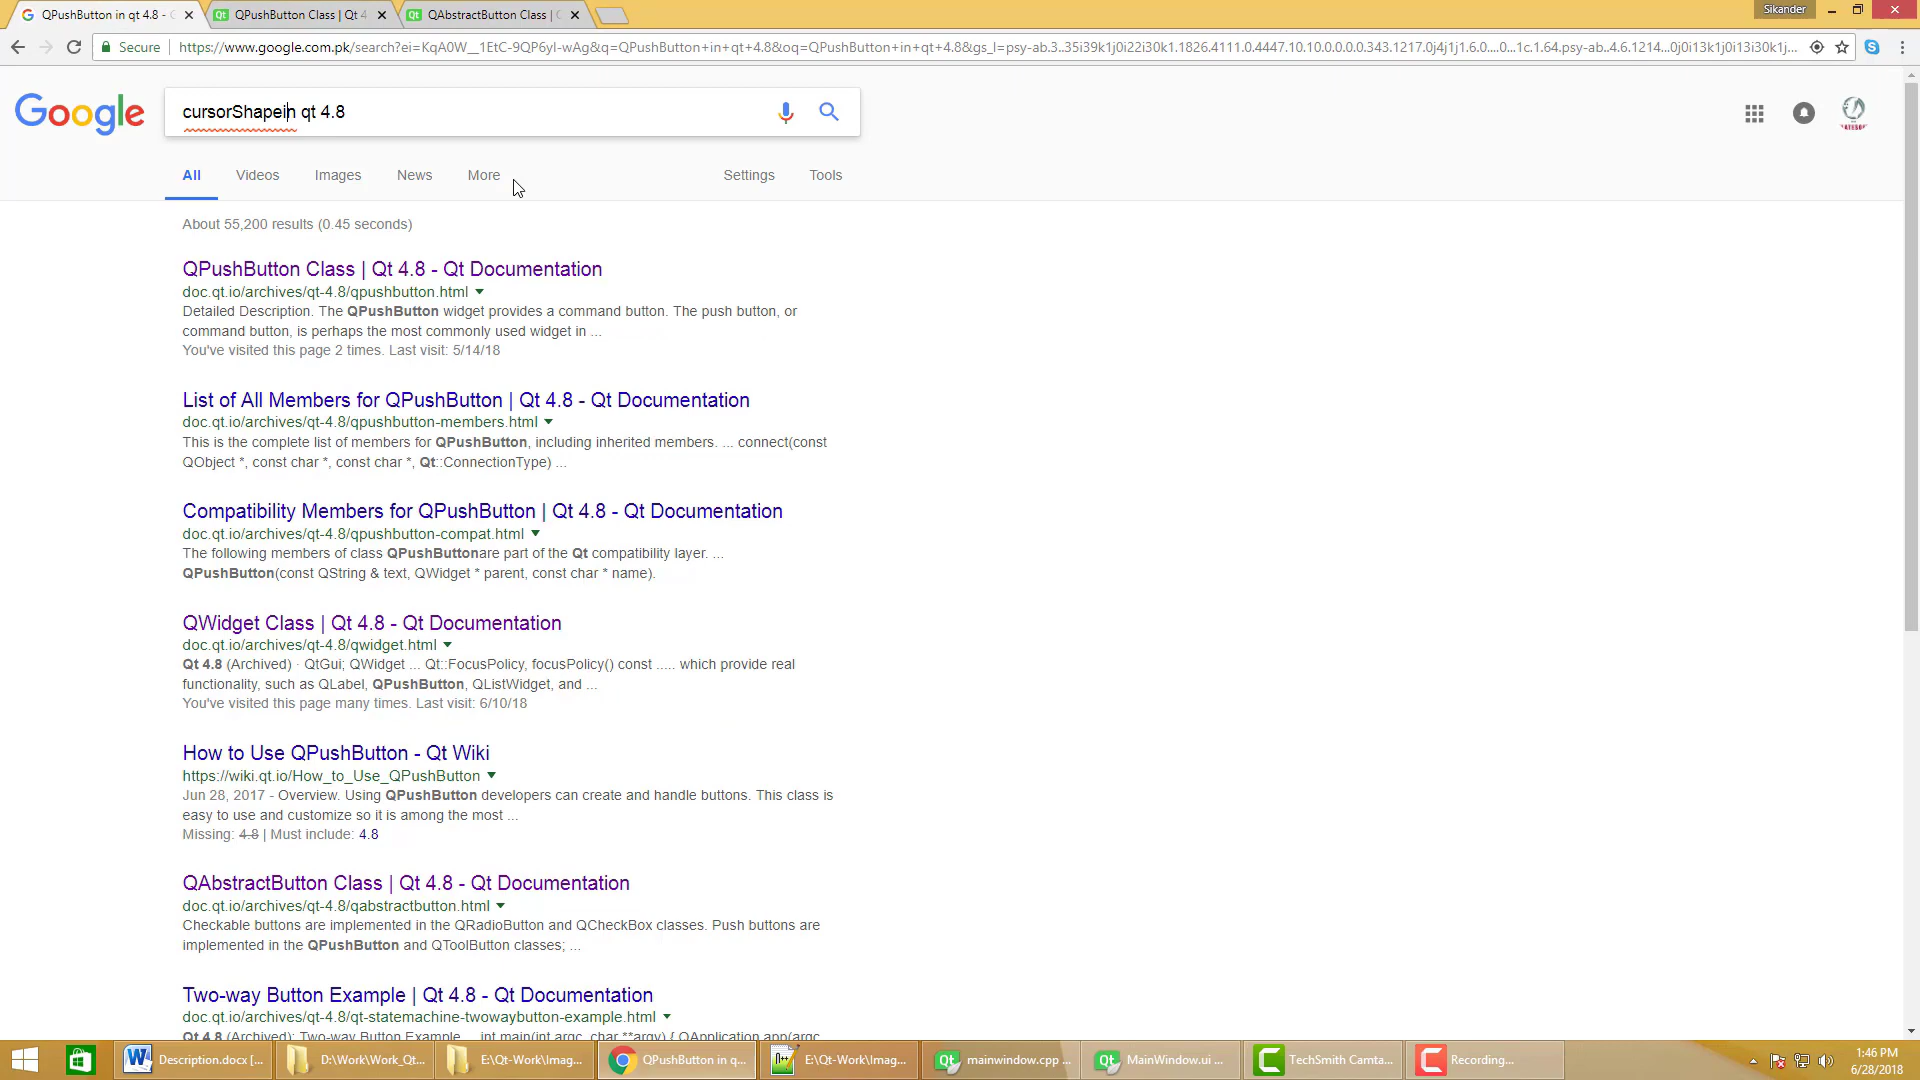 QPushButton in qt 4.8 -
QPushButton Class | Qt 4
QAbstractButton Class |
Sikander
Secure
https://www.google.com.pk/search?ei=KqA0W__1EtC-9QP6yI-wAg&q=QPushButton+in+qt+4.8&oq=QPushButton+in+qt+4.8&gs_l=psy-ab.3..35i39k1j0i22i30k1.1826.4111.0.4447.10.10.0.0.0.0.343.1217.0j4j1j1.6.0....0...1c.1.64.psy-ab..4.6.1214...0j0i13k1j0i13i30k1j...
Google
cursorShapein qt 4.8
All
Videos
Images
News
More
Settings
Tools
About 55,200 results (0.45 seconds)
QPushButton Class | Qt 4.8 - Qt Documentation
doc.qt.io/archives/qt-4.8/qpushbutton.html
Detailed Description. The QPushButton widget provides a command button. The push button, or
command button, is perhaps the most commonly used widget in ...
You've visited this page 2 times. Last visit: 5/14/18
List of All Members for QPushButton | Qt 4.8 - Qt Documentation
doc.qt.io/archives/qt-4.8/qpushbutton-members.html
This is the complete list of members for QPushButton, including inherited members. ... connect(const
QObject *, const char *, const char *, Qt::ConnectionType) ...
Compatibility Members for QPushButton | Qt 4.8 - Qt Documentation
doc.qt.io/archives/qt-4.8/qpushbutton-compat.html
The following members of class QPushButtonare part of the Qt compatibility layer. ...
QPushButton(const QString & text, QWidget * parent, const char * name).
QWidget Class | Qt 4.8 - Qt Documentation
doc.qt.io/archives/qt-4.8/qwidget.html
Qt 4.8 (Archived) · QtGui; QWidget ... Qt::FocusPolicy, focusPolicy() const ..... which provide real
functionality, such as QLabel, QPushButton, QListWidget, and ...
You've visited this page many times. Last visit: 6/10/18
How to Use QPushButton - Qt Wiki
https://wiki.qt.io/How_to_Use_QPushButton
Jun 28, 2017 - Overview. Using QPushButton developers can create and handle buttons. This class is
easy to use and customize so it is among the most ...
Missing: 4.8 | Must include: 4.8
QAbstractButton Class | Qt 4.8 - Qt Documentation
doc.qt.io/archives/qt-4.8/qabstractbutton.html
Checkable buttons are implemented in the QRadioButton and QCheckBox classes. Push buttons are
implemented in the QPushButton and QToolButton classes; ...
Two-way Button Example | Qt 4.8 - Qt Documentation
doc.qt.io/archives/qt-4.8/qt-statemachine-twowaybutton-example.html
Qt 4.8 (Archived): Two-way Button Example ... int main(int argc, char **argv) { QApplication app(argc,
Description.docx [...
D:\Work\Work_Qt...
E:\Qt-Work\Imag...
QPushButton in q...
E:\Qt-Work\Imag...
mainwindow.cpp ...
MainWindow.ui ...
TechSmith Camta...
Recording...
1:46 PM
6/28/2018